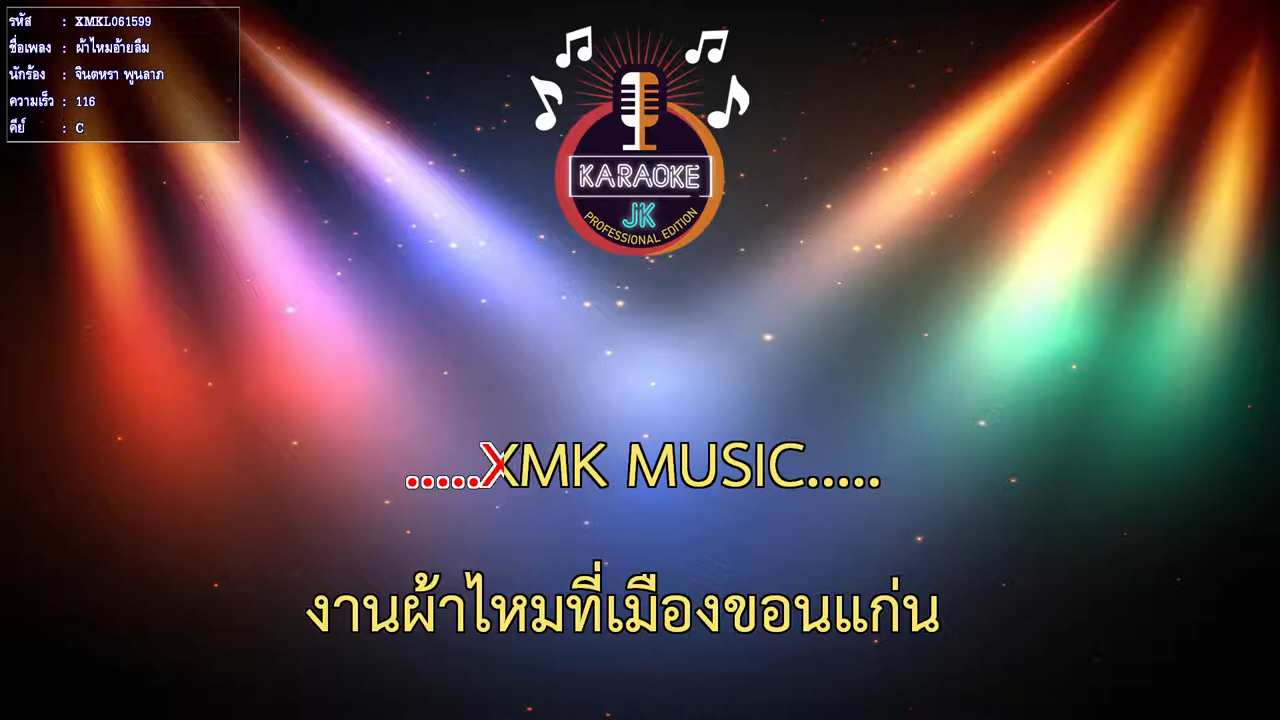 รหัส : XMKL061599
ชื่อเพลง : ผ้าไหมอ้ายลืม
นักร้อง : จินตหรา พูนลาภ
ความเร็ว : 116
คีย์ : C
KARAOKE
JK
PROFESSIONAL EDITION
.....XMK MUSIC.....
งานผ้าไหมที่เมืองขอนแก่น